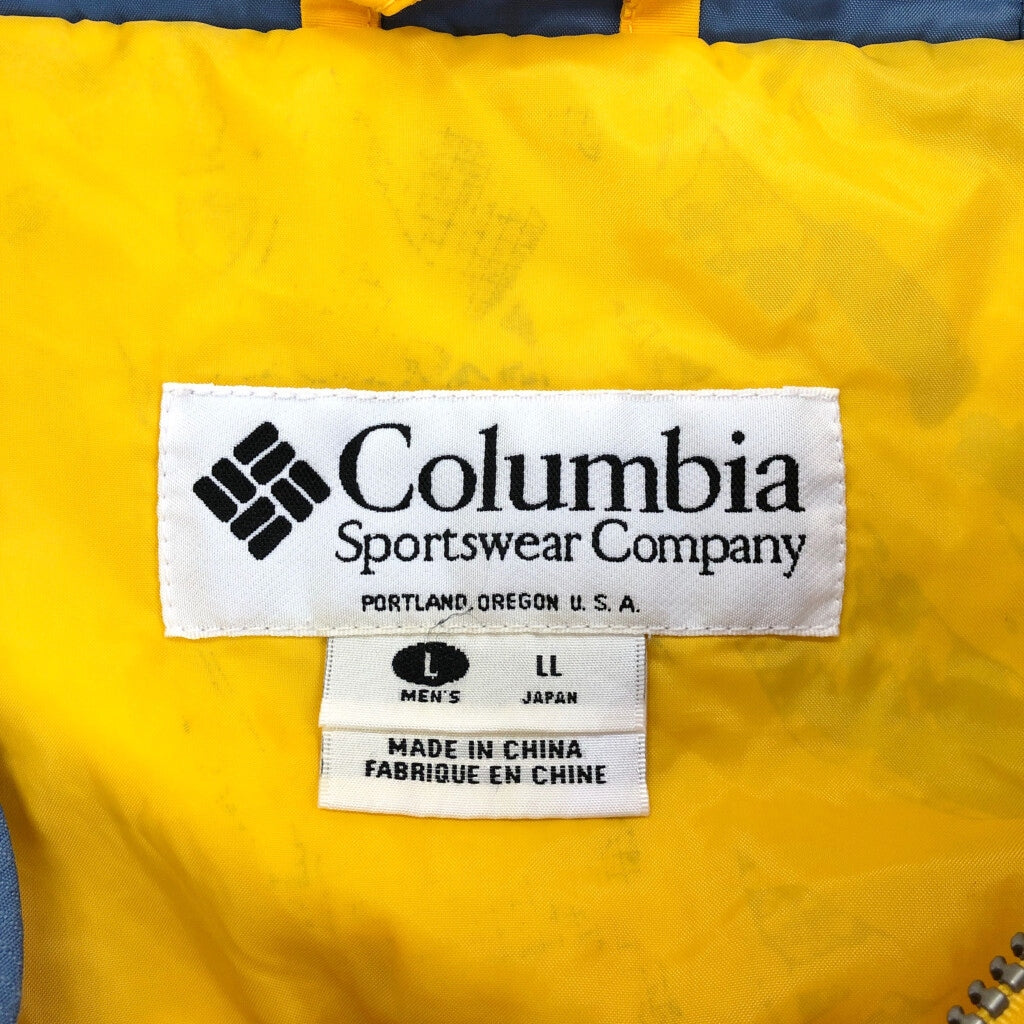 Columbia
Sportswear Company
PORTLAND, OREGON U. S. A.
L LL
MEN'S JAPAN
MADE IN CHINA
FABRIQUE EN CHINE